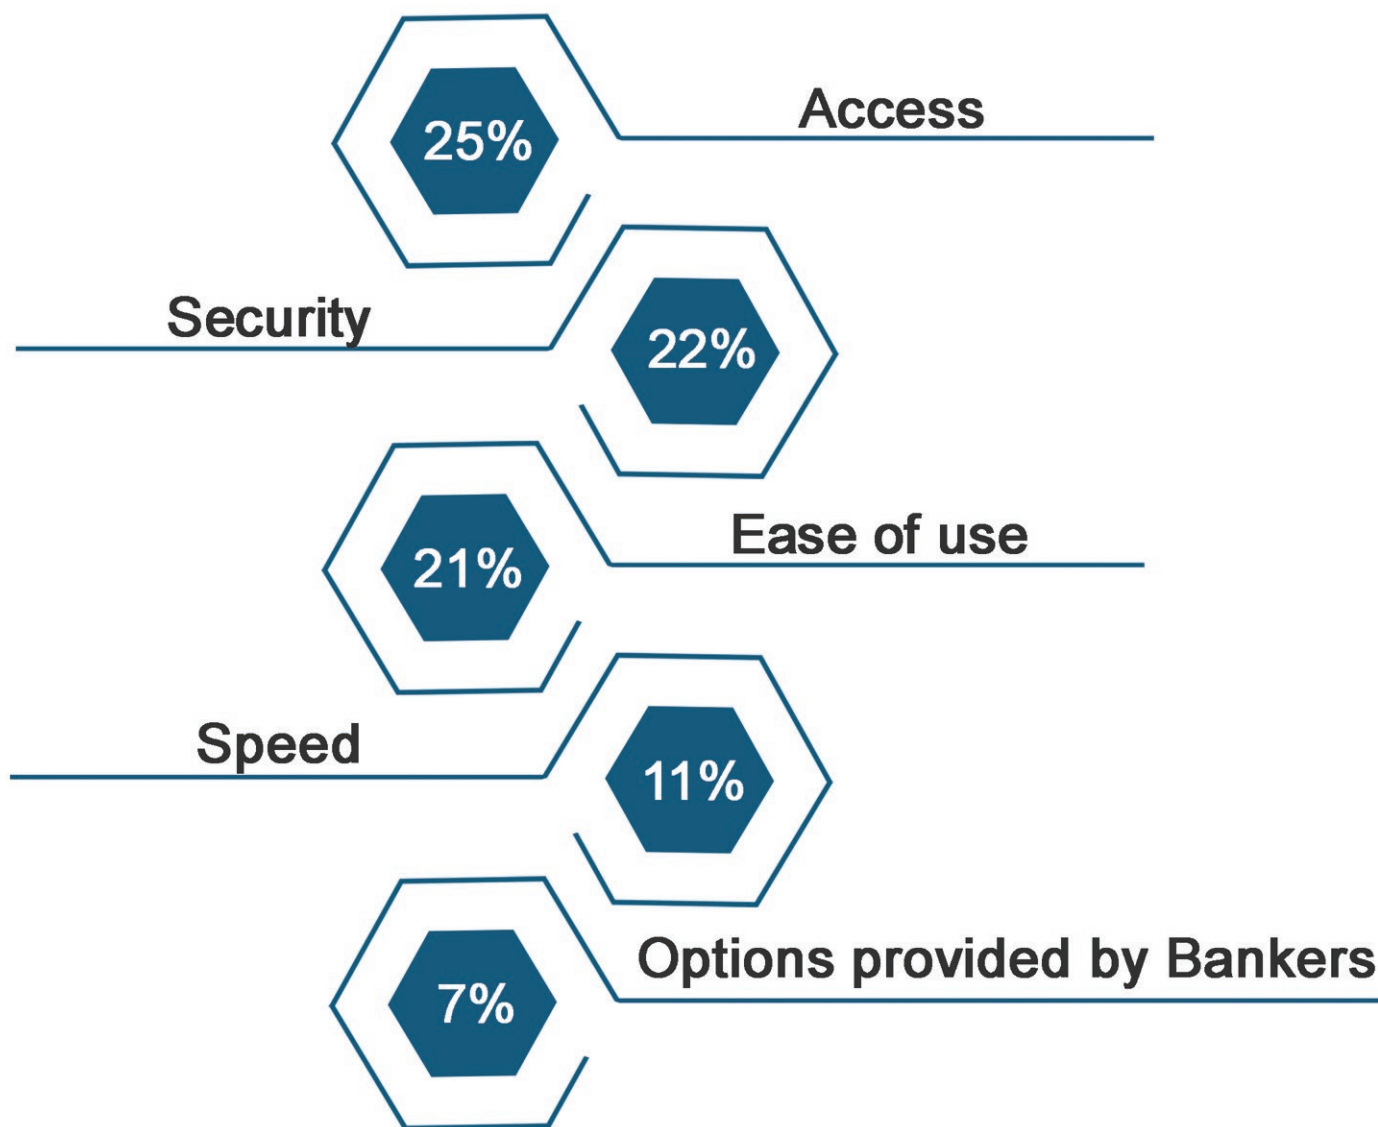 25%
Access
Security
22%
21%
Ease of use
Speed
11%
7%
Options provided by Bankers